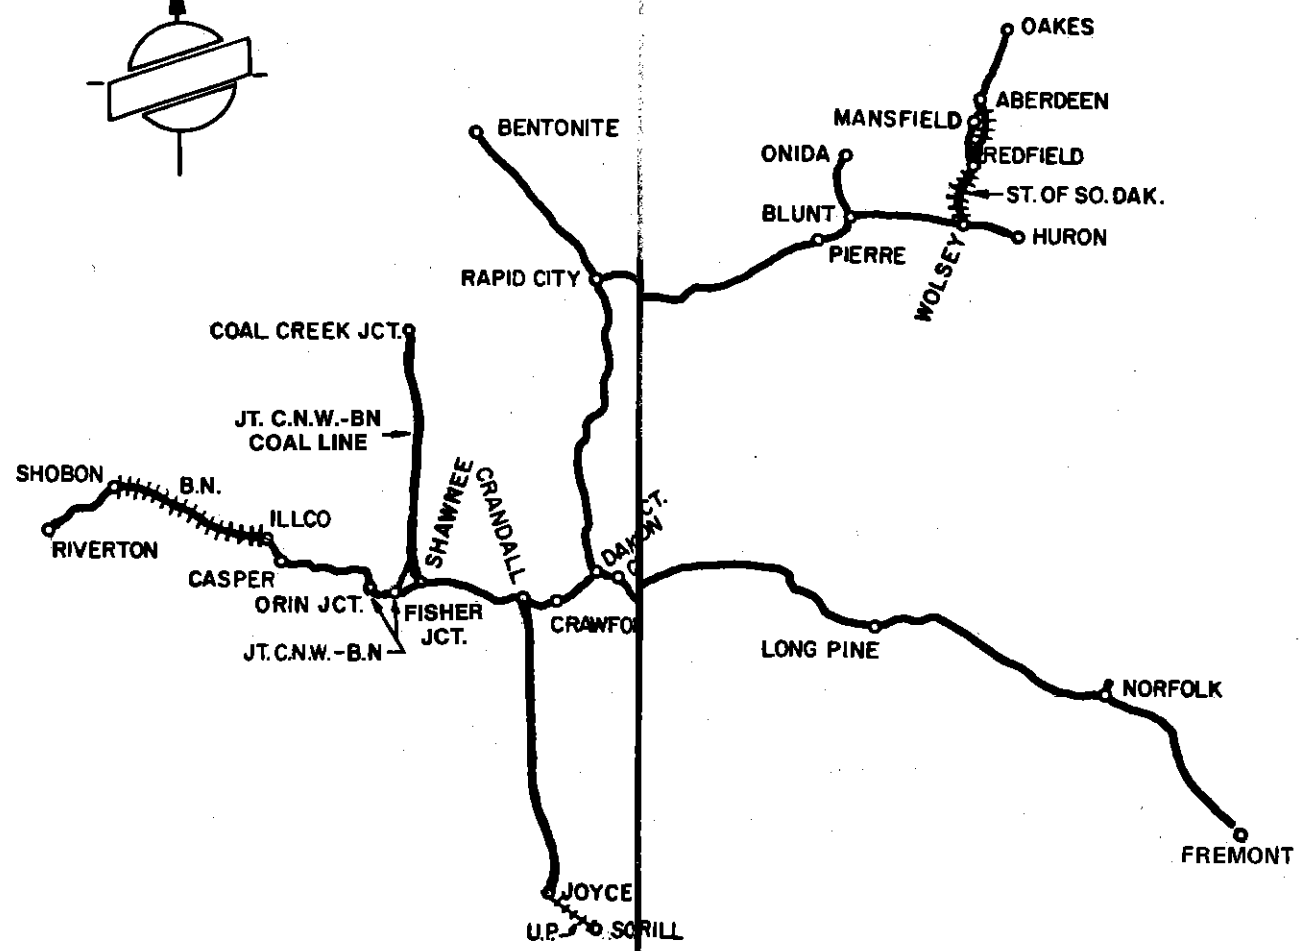 OAKES
ABERDEEN
MANSFIELD
BENTONITE
ONIDA
REDFIELD
ST. OF SO. DAK.
BLUNT
HURON
PIERRE
WOLSEY
RAPID CITY
COAL CREEK JCT.
JT. C.N.W.-BN
COAL LINE
SHAWNEE
CRANDALL
SHOBON
B.N.
ILLCO
RIVERTON
CASPER
ORIN JCT.
FISHER
JCT.
JT. C.N.W.-B.N
CRAWFO
LONG PINE
NORFOLK
FREMONT
JOYCE
U.P.
SORILL